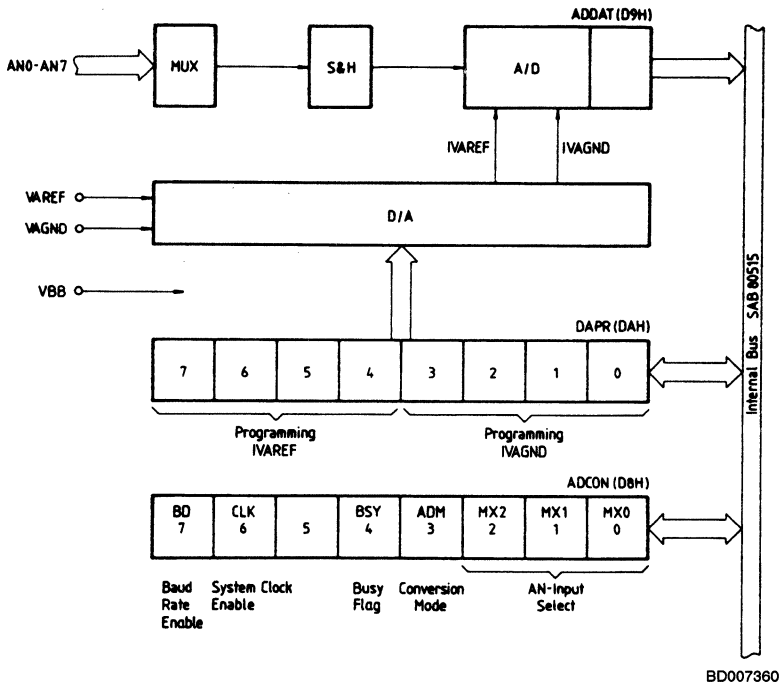 ADDAT (D9H)
AN0-AN7
MUX
S&H
A/D
IVAREF
IVAGND
VAREF
VAGND
D/A
VBB
DAPR (DAH)
7 6 5 4 3 2 1 0
Programming
IVAREF
Programming
IVAGND
ADCON (D8H)
BD CLK BSY ADM MX2 MX1 MX0
7 6 5 4 3 2 1 0
Baud
Rate
Enable
System Clock
Enable
Busy
Flag
Conversion
Mode
AN-Input
Select
Internal Bus SAB 80515
BD007360